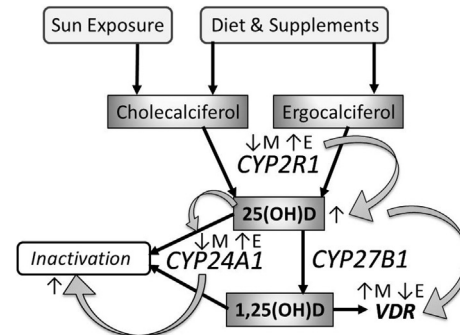 Sun Exposure
Diet & Supplements
Cholecalciferol
Ergocalciferol
↓M ↑E
CYP2R1
25(OH)D ↑
↓M ↑E
CYP24A1
CYP27B1
Inactivation
↑
1,25(OH)D
↑M ↓E
VDR